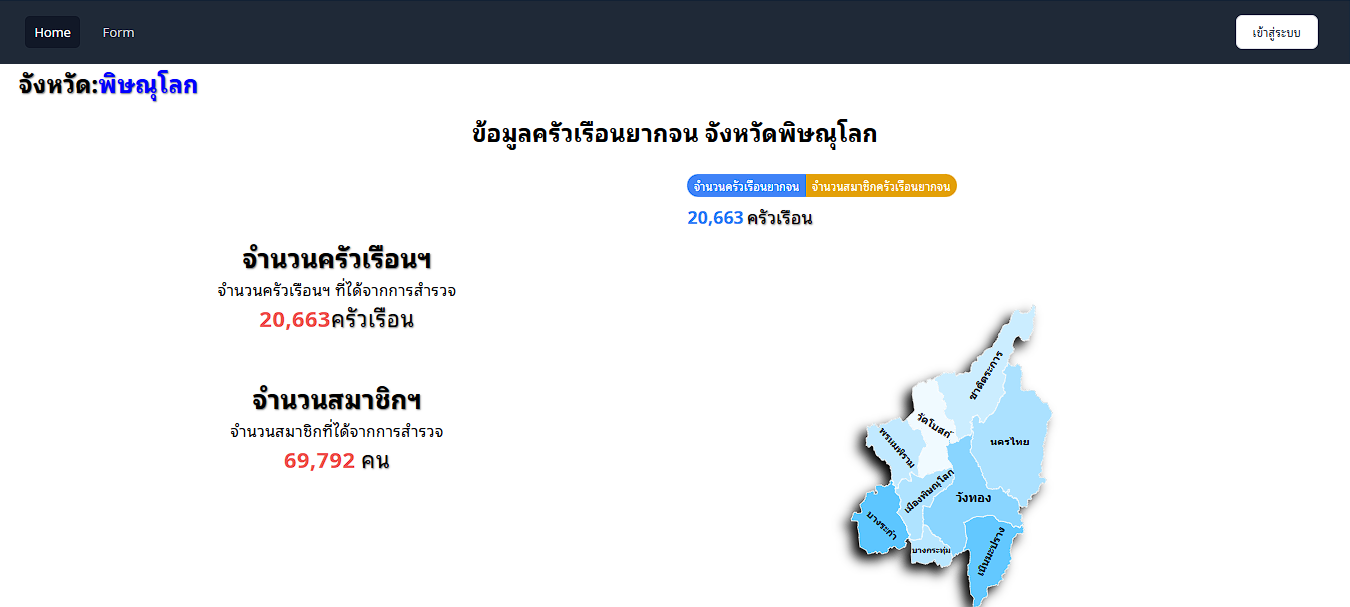 Home Form เข้าสู่ระบบ
จังหวัด:พิษณุโลก
ข้อมูลครัวเรือนยากจน จังหวัดพิษณุโลก
จำนวนครัวเรือนยากจน จำนวนสมาชิกครัวเรือนยากจน
20,663 ครัวเรือน
จำนวนครัวเรือนฯ
จำนวนครัวเรือนฯ ที่ได้จากการสำรวจ
20,663ครัวเรือน
จำนวนสมาชิกฯ
จำนวนสมาชิกที่ได้จากการสำรวจ
69,792 คน
ชาติตระการ
วัดโบสถ์
นครไทย
พรหมพิราม
เมืองพิษณุโลก
วังทอง
บางระกำ
บางกระทุ่ม
เนินมะปราง